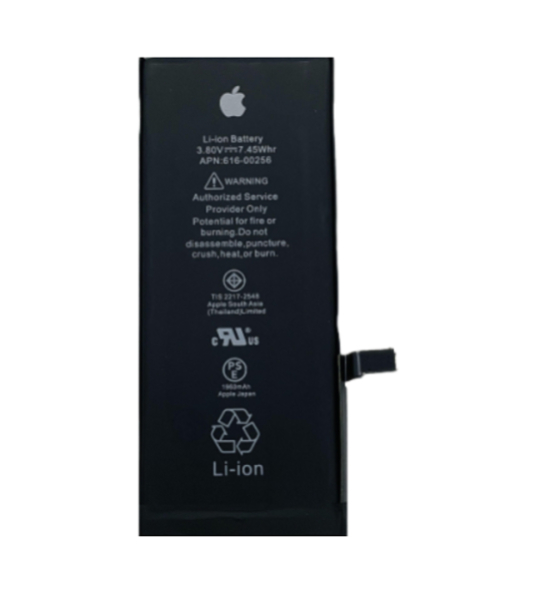 Li-ion Battery
3.80V⎓7.45Whr
APN:616-00256
WARNING
Authorized Service
Provider Only
Potential for fire or
burning.Do not
disassemble,puncture,
crush,heat,or burn.
TIS 2217-2548
Apple South Asia
(Thailand)Limited
c RU ® US
PS
E
1960mAh
Apple Japan
Li-ion